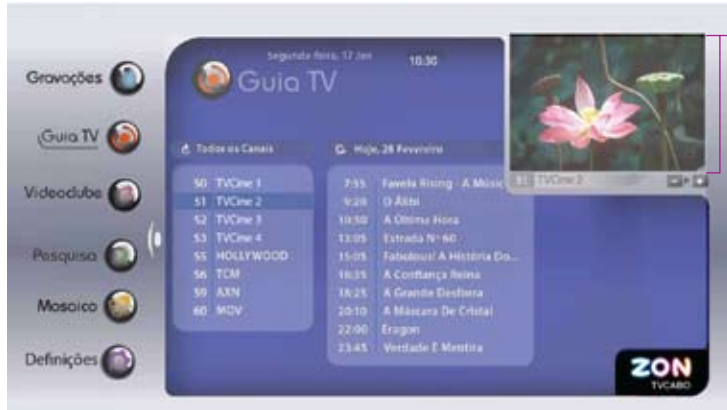 Gravações
Guia TV
Videoclube
Pesquisa
Mosaico
Definições
Segunda-feira, 17 Jan
10:30
Guia TV
Todos os Canais
50 TVCine 1
51 TVCine 2
52 TVCine 3
53 TVCine 4
55 HOLLYWOOD
56 TCM
59 AXN
60 MOV
Hoje, 28 Fevereiro
7:55 Favela Rising - A Músic
9:20 O Álibi
10:50 A Última Hora
13:05 Estrada Nº 60
15:05 Fabulous! A História Do...
16:35 A Confiança Reina
18:25 A Grande Desforra
20:10 A Máscara De Cristal
22:00 Eragon
23:45 Verdade E Mentira
51 TVCine 2
ZON
TVCABO